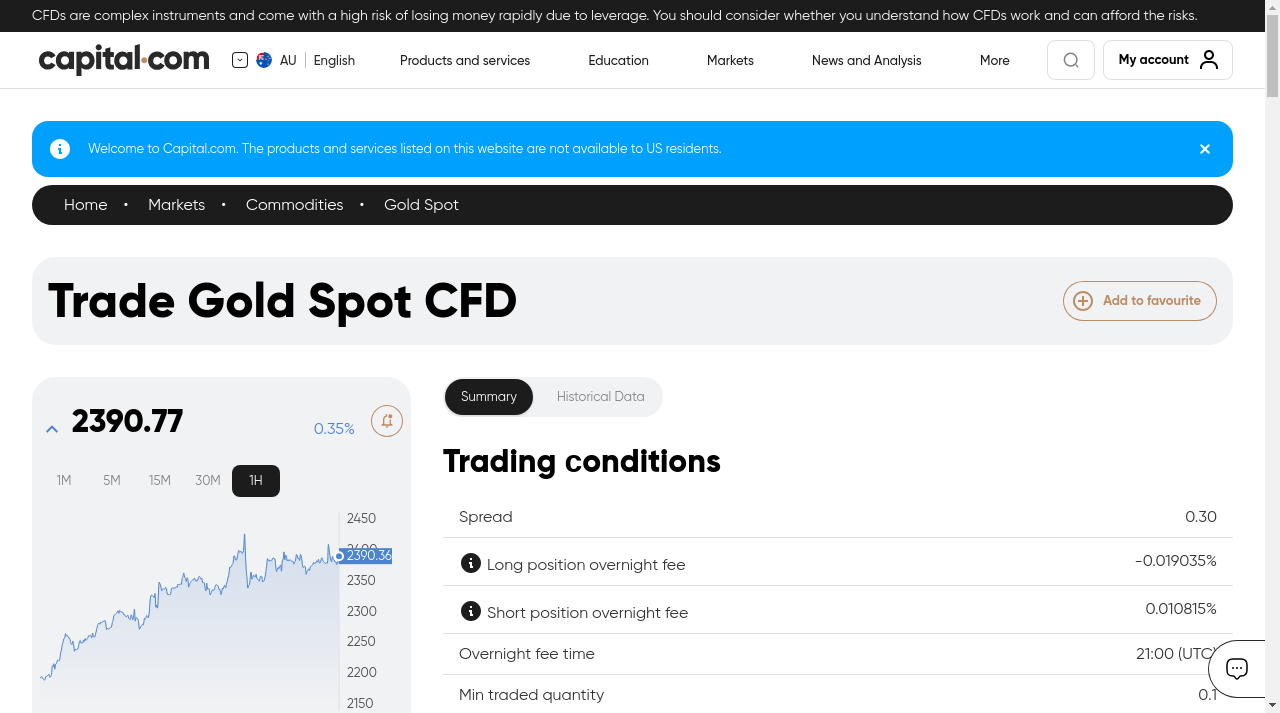 CFDs are complex instruments and come with a high risk of losing money rapidly due to leverage. You should consider whether you understand how CFDs work and can afford the risks.
capital.com
AU
English
Products and services
Education
Markets
News and Analysis
More
My account
Welcome to Capital.com. The products and services listed on this website are not available to US residents.
Home • Markets • Commodities • Gold Spot
Trade Gold Spot CFD
Add to favourite
2390.77
0.35%
1M 5M 15M 30M 1H
2450
2390.36
2350
2300
2250
2200
2150
Summary
Historical Data
Trading conditions
Spread 0.30
Long position overnight fee -0.019035%
Short position overnight fee 0.010815%
Overnight fee time 21:00 (UTC)
Min traded quantity 0.1